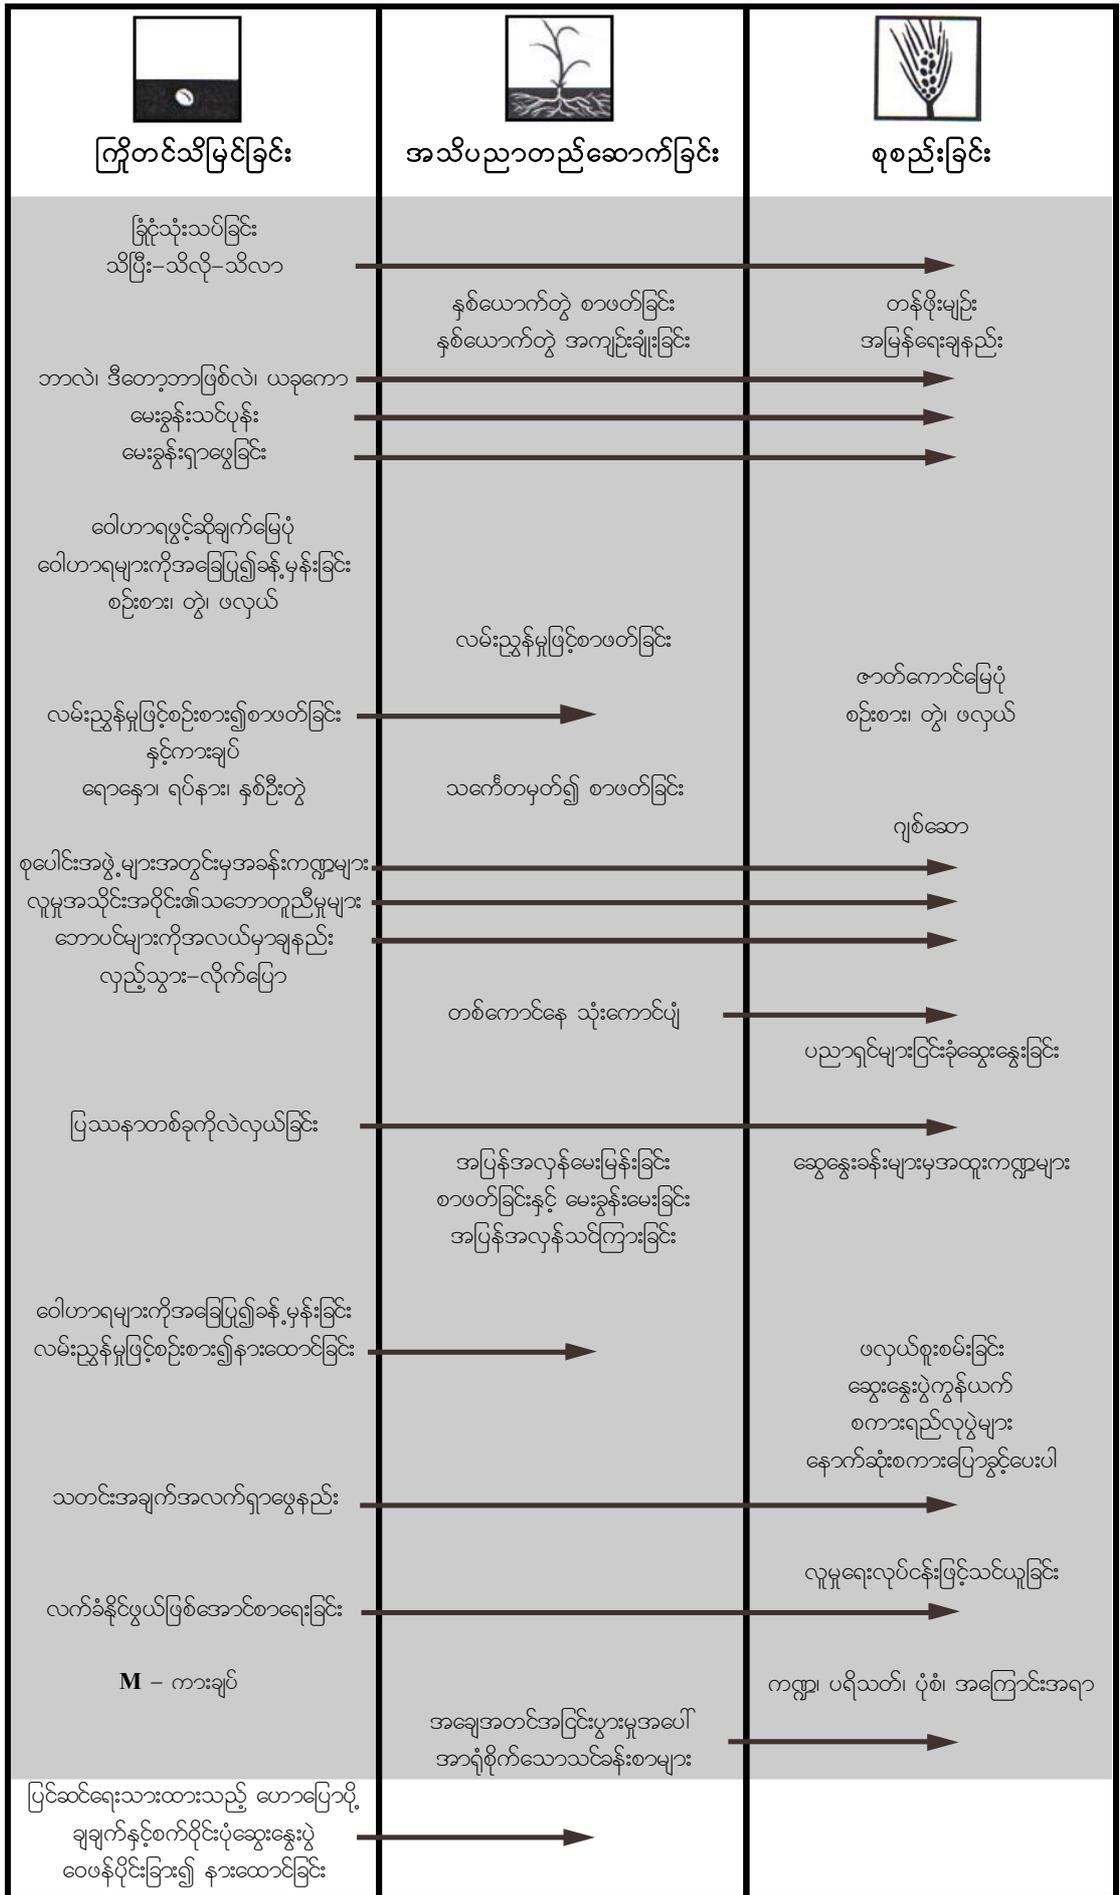 ကြိုတင်သိမြင်ခြင်း
အသိပညာတည်ဆောက်ခြင်း
စုစည်းခြင်း
ခြုံငုံသုံးသပ်ခြင်း
သိပြီး–သိလို–သိလာ
နှစ်ယောက်တွဲ စာဖတ်ခြင်း
တန်ဖိုးမျဉ်း
နှစ်ယောက်တွဲ အကျဉ်းချုံးခြင်း
အမြန်ရေးချနည်း
ဘာလဲ၊ ဒီတော့ဘာဖြစ်လဲ၊ ယခုကော
မေးခွန်းသင်ပုန်း
မေးခွန်းရှာဖွေခြင်း
ဝေါဟာရဖွင့်ဆိုချက်မြေပုံ
ဝေါဟာရများကိုအခြေပြု၍ခန့်မှန်းခြင်း
စဉ်းစား၊ တွဲ၊ ဖလှယ်
လမ်းညွှန်မှုဖြင့်စာဖတ်ခြင်း
ဇာတ်ကောင်မြေပုံ
လမ်းညွှန်မှုဖြင့်စဉ်းစား၍စာဖတ်ခြင်း
စဉ်းစား၊ တွဲ၊ ဖလှယ်
နှင့်ကားချပ်
ရောနှော၊ ရပ်နား၊ နှစ်ဦးတွဲ
သင်္ကေတမှတ်၍ စာဖတ်ခြင်း
ဂျစ်ဆော
စုပေါင်းအဖွဲ့များအတွင်းမှအခန်းကဏ္ဍများ
လူမှုအသိုင်းအဝိုင်း၏သဘောတူညီမှုများ
ဘောပင်များကိုအလယ်မှာချနည်း
လှည့်သွား–လိုက်ပြော
တစ်ကောင်နေ သုံးကောင်ပျံ
ပညာရှင်များငြင်းခုံဆွေးနွေးခြင်း
ပြဿနာတစ်ခုကိုလဲလှယ်ခြင်း
အပြန်အလှန်မေးမြန်းခြင်း
ဆွေနွေးခန်းများမှအထူးကဏ္ဍများ
စာဖတ်ခြင်းနှင့် မေးခွန်းမေးခြင်း
အပြန်အလှန်သင်ကြားခြင်း
ဝေါဟာရများကိုအခြေပြု၍ခန့်မှန်းခြင်း
လမ်းညွှန်မှုဖြင့်စဉ်းစား၍နားထောင်ခြင်း
ဖလှယ်စူးစမ်းခြင်း
ဆွေးနွေးပွဲကွန်ယက်
စကားရည်လုပွဲများ
နောက်ဆုံးစကားပြောခွင့်ပေးပါ
သတင်းအချက်အလက်ရှာဖွေနည်း
လူမှုရေးလုပ်ငန်းဖြင့်သင်ယူခြင်း
လက်ခံနိုင်ဖွယ်ဖြစ်အောင်စာရေးခြင်း
M – ကားချပ်
ကဏ္ဍ၊ ပရိသတ်၊ ပုံစံ၊ အကြောင်းအရာ
အချေအတင်အငြင်းပွားမှုအပေါ်
အာရုံစိုက်သောသင်ခန်းစာများ
ပြင်ဆင်ရေးသားထားသည့် ဟောပြောပို့
ချချက်နှင့်စက်ဝိုင်းပုံဆွေးနွေးပွဲ
ဝေဖန်ပိုင်းခြား၍ နားထောင်ခြင်း